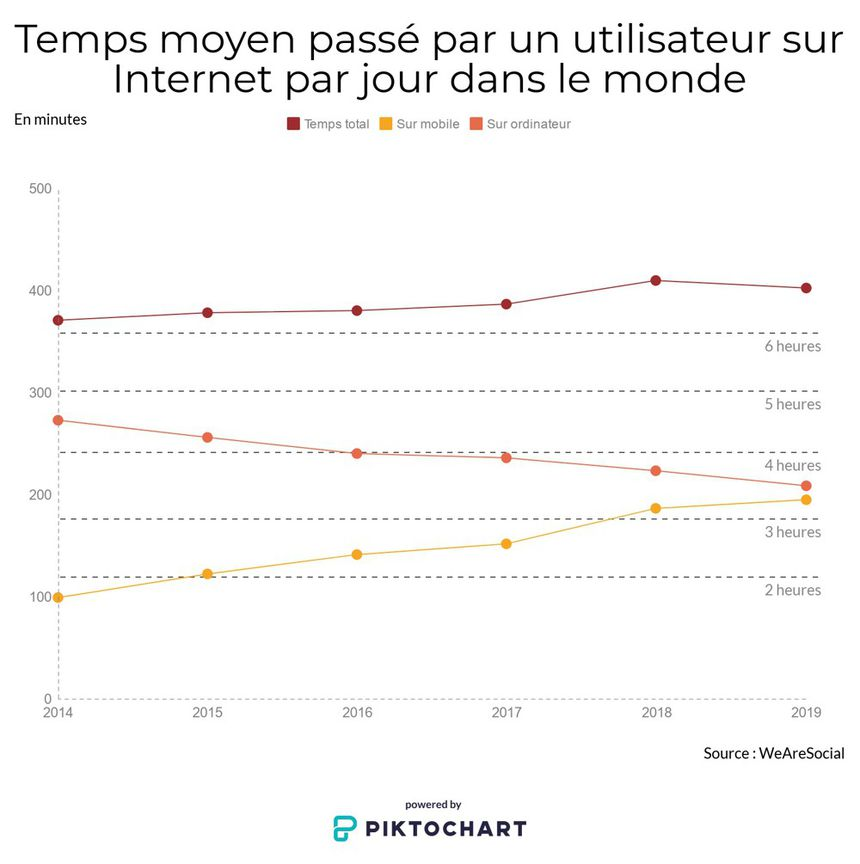 Temps moyen passé par un utilisateur sur
Internet par jour dans le monde
En minutes
Temps total Sur mobile Sur ordinateur
500
400
6 heures
300
5 heures
4 heures
200
3 heures
2 heures
100
0
2014 2015 2016 2017 2018 2019
Source : WeAreSocial
powered by
PIKTOCHART